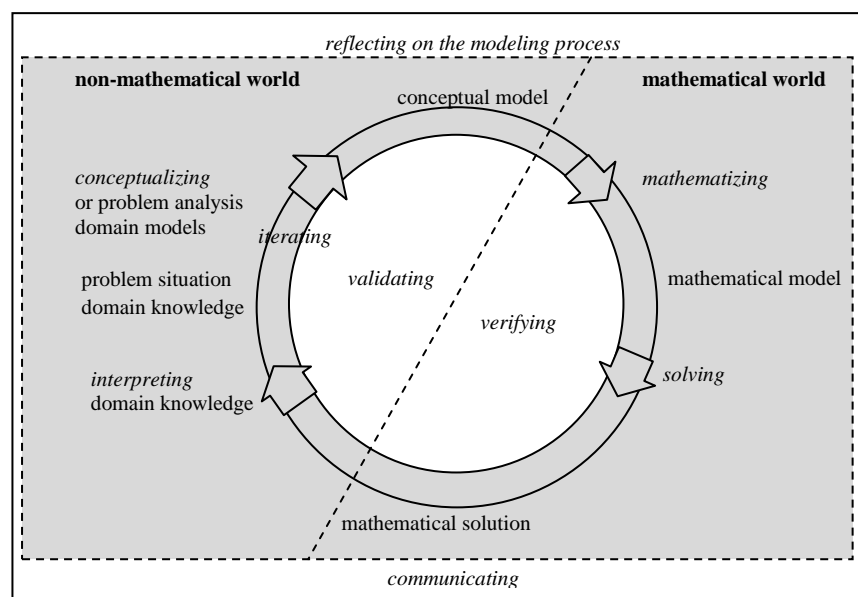 reflecting on the modeling process
non-mathematical world
mathematical world
conceptual model
conceptualizing
or problem analysis
domain models
mathematizing
iterating
problem situation
domain knowledge
validating
mathematical model
verifying
interpreting
domain knowledge
solving
mathematical solution
communicating